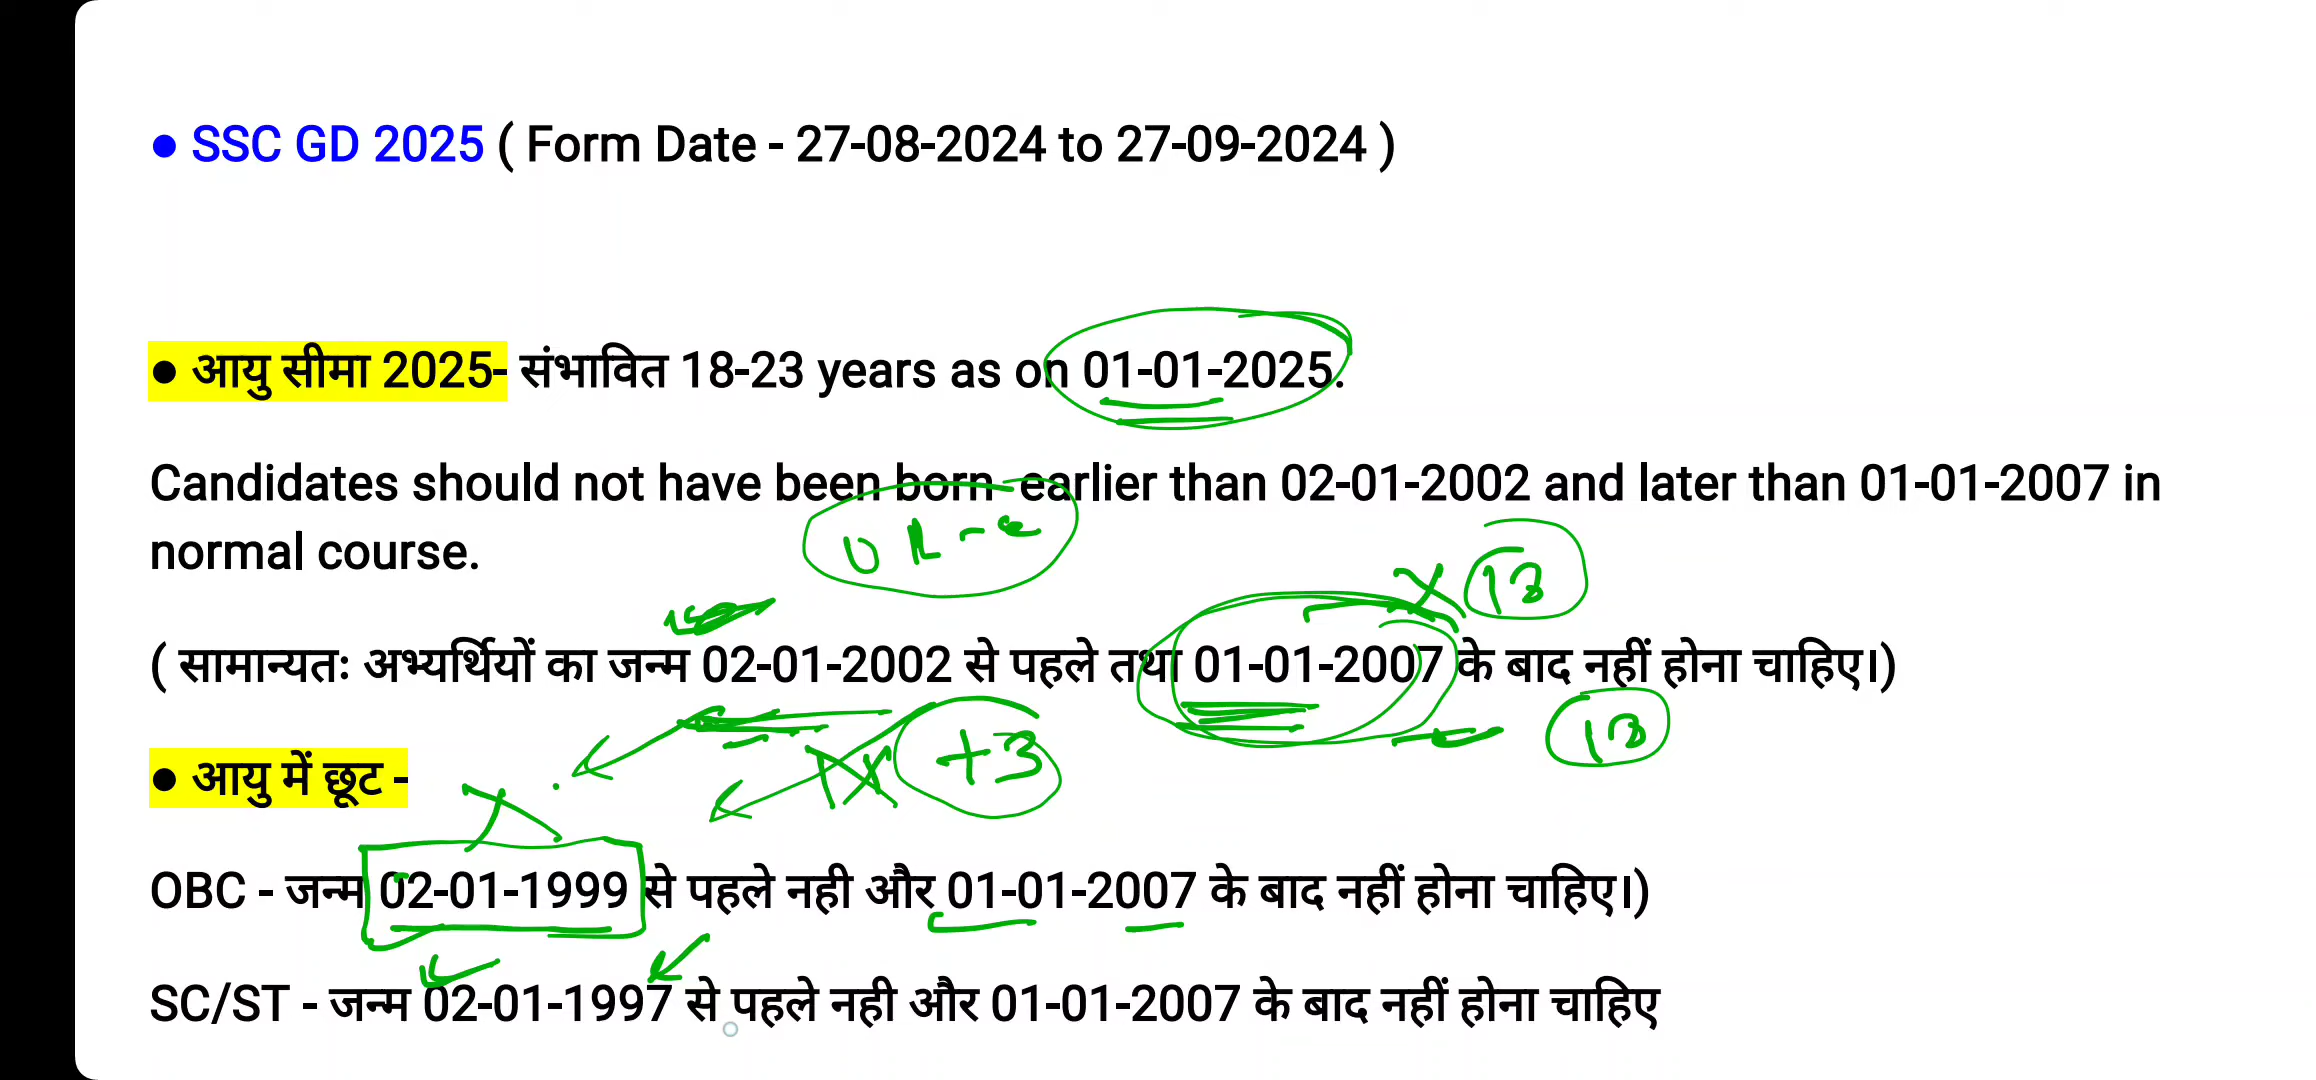 ● SSC GD 2025 ( Form Date - 27-08-2024 to 27-09-2024 )
● आयु सीमा 2025- संभावित 18-23 years as on 01-01-2025.
Candidates should not have been born earlier than 02-01-2002 and later than 01-01-2007 in
normal course.
UR-
18
( सामान्यतः अभ्यर्थियों का जन्म 02-01-2002 से पहले तथा 01-01-2007 के बाद नहीं होना चाहिए।)
+3
18
● आयु में छूट -
OBC - जन्म 02-01-1999 से पहले नही और 01-01-2007 के बाद नहीं होना चाहिए।)
SC/ST - जन्म 02-01-1997 से पहले नही और 01-01-2007 के बाद नहीं होना चाहिए